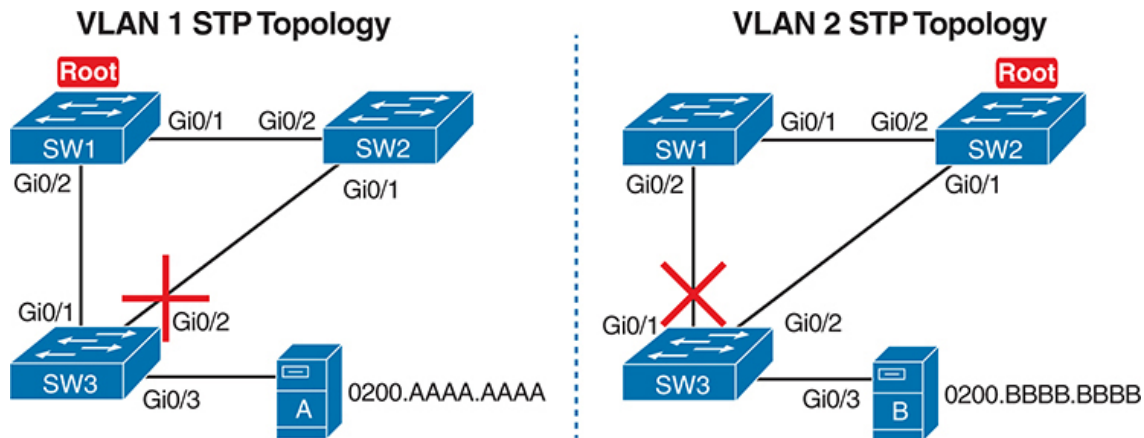 VLAN 1 STP Topology
Root
SW1
Gi0/1
Gi0/2
SW2
Gi0/2
Gi0/1
Gi0/1
Gi0/2
SW3
Gi0/3
A
0200.AAAA.AAAA
VLAN 2 STP Topology
Root
SW1
Gi0/1
Gi0/2
SW2
Gi0/2
Gi0/1
Gi0/1
Gi0/2
SW3
Gi0/3
B
0200.BBBB.BBBB